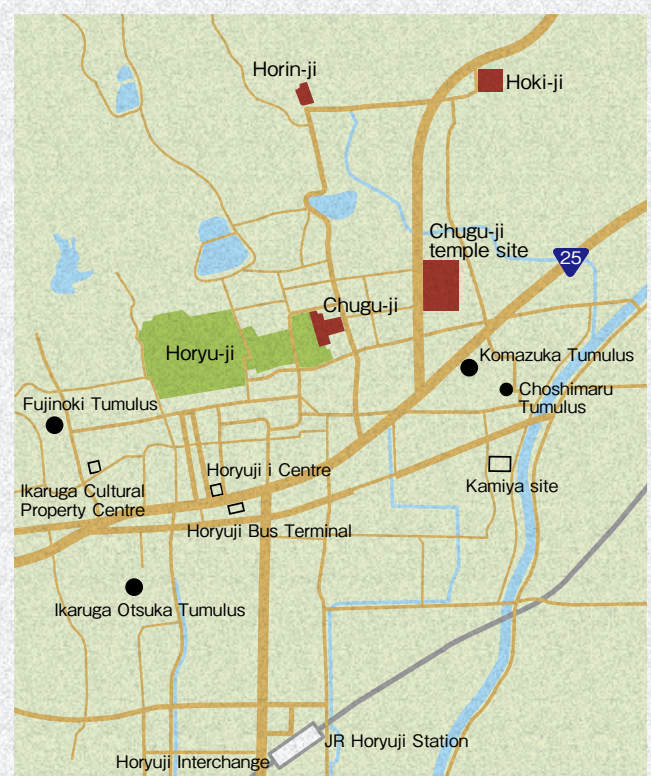 Horin-ji
Hoki-ji
Chugu-ji
temple site
25
Chugu-ji
Horyu-ji
Komazuka Tumulus
Choshimaru
Tumulus
Fujinoki Tumulus
Horyuji i Centre
Ikaruga Cultural
Property Centre
Kamiya site
Horyuji Bus Terminal
Ikaruga Otsuka Tumulus
JR Horyuji Station
Horyuji Interchange